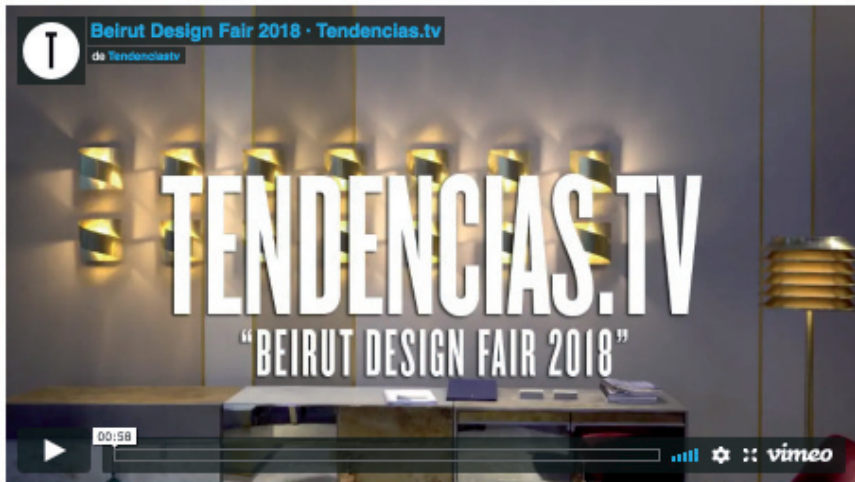 T
Beirut Design Fair 2018 · Tendencias.tv
de Tendenciastv
TENDENCIAS.TV
“BEIRUT DESIGN FAIR 2018”
00:58
vimeo